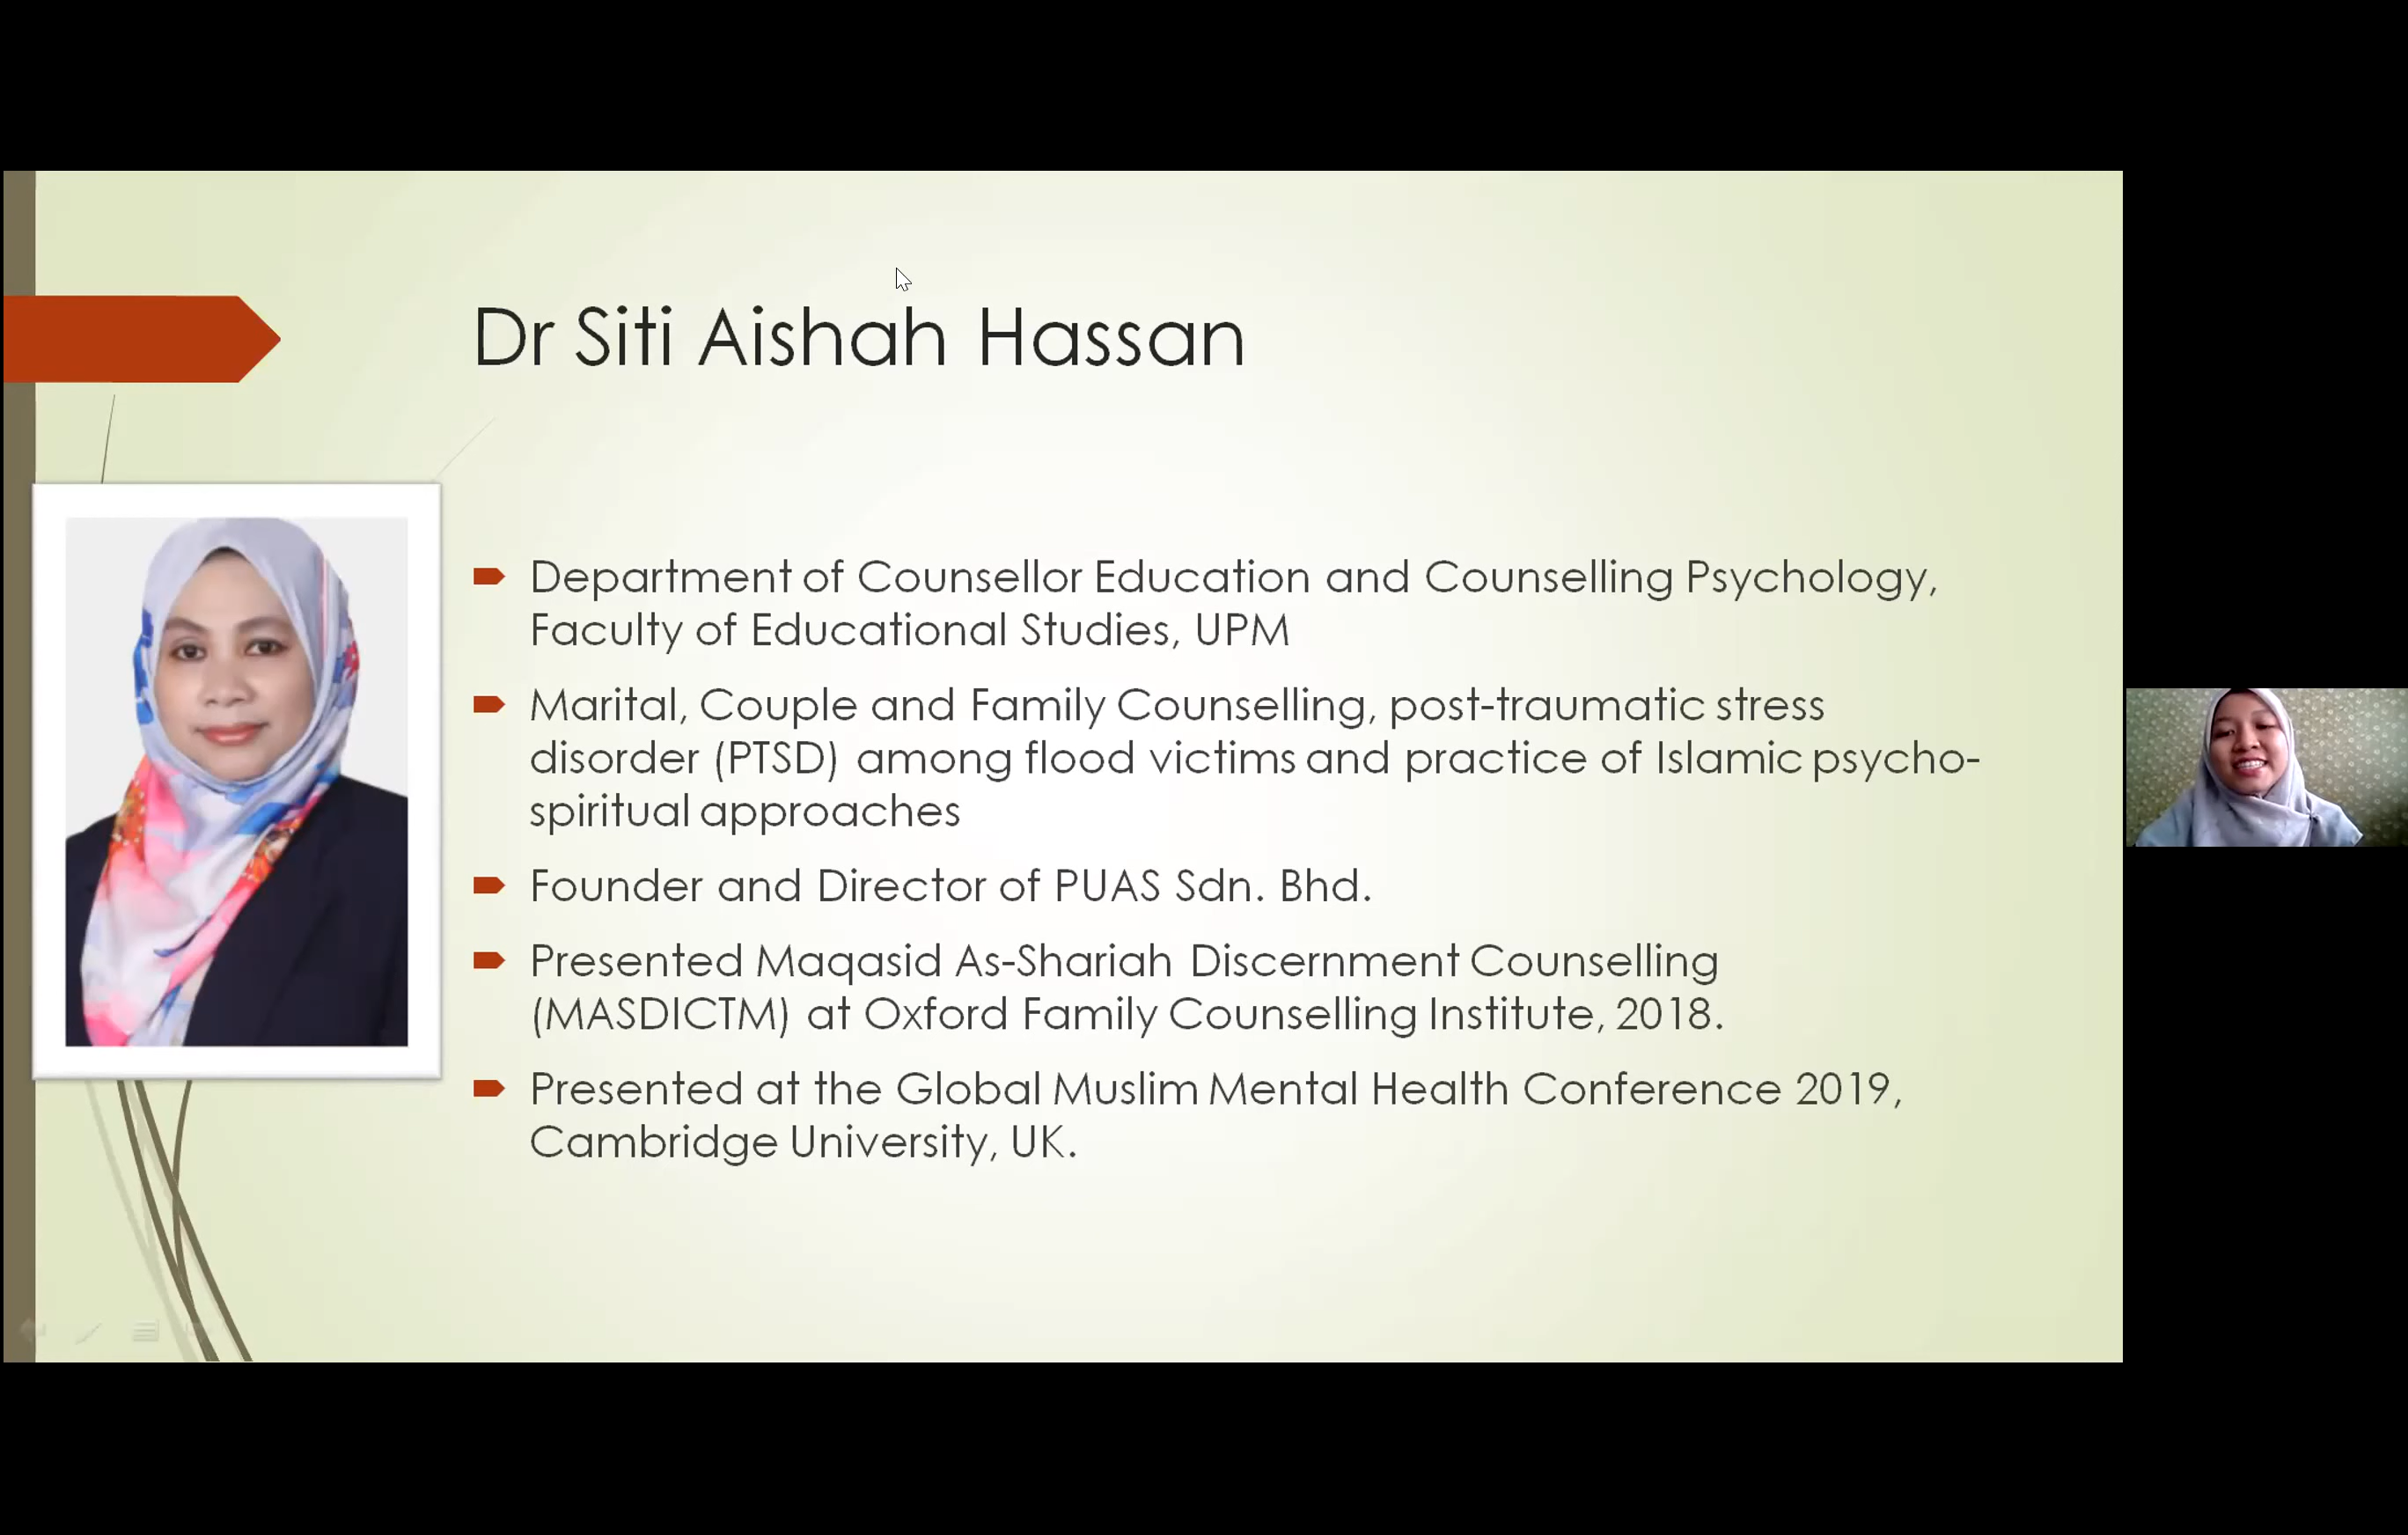 Dr Siti Aishah Hassan
Department of Counsellor Education and Counselling Psychology,
Faculty of Educational Studies, UPM
Marital, Couple and Family Counselling, post-traumatic stress
disorder (PTSD) among flood victims and practice of Islamic psycho-
spiritual approaches
Founder and Director of PUAS Sdn. Bhd.
Presented Maqasid As-Shariah Discernment Counselling
(MASDICTM) at Oxford Family Counselling Institute, 2018.
Presented at the Global Muslim Mental Health Conference 2019,
Cambridge University, UK.